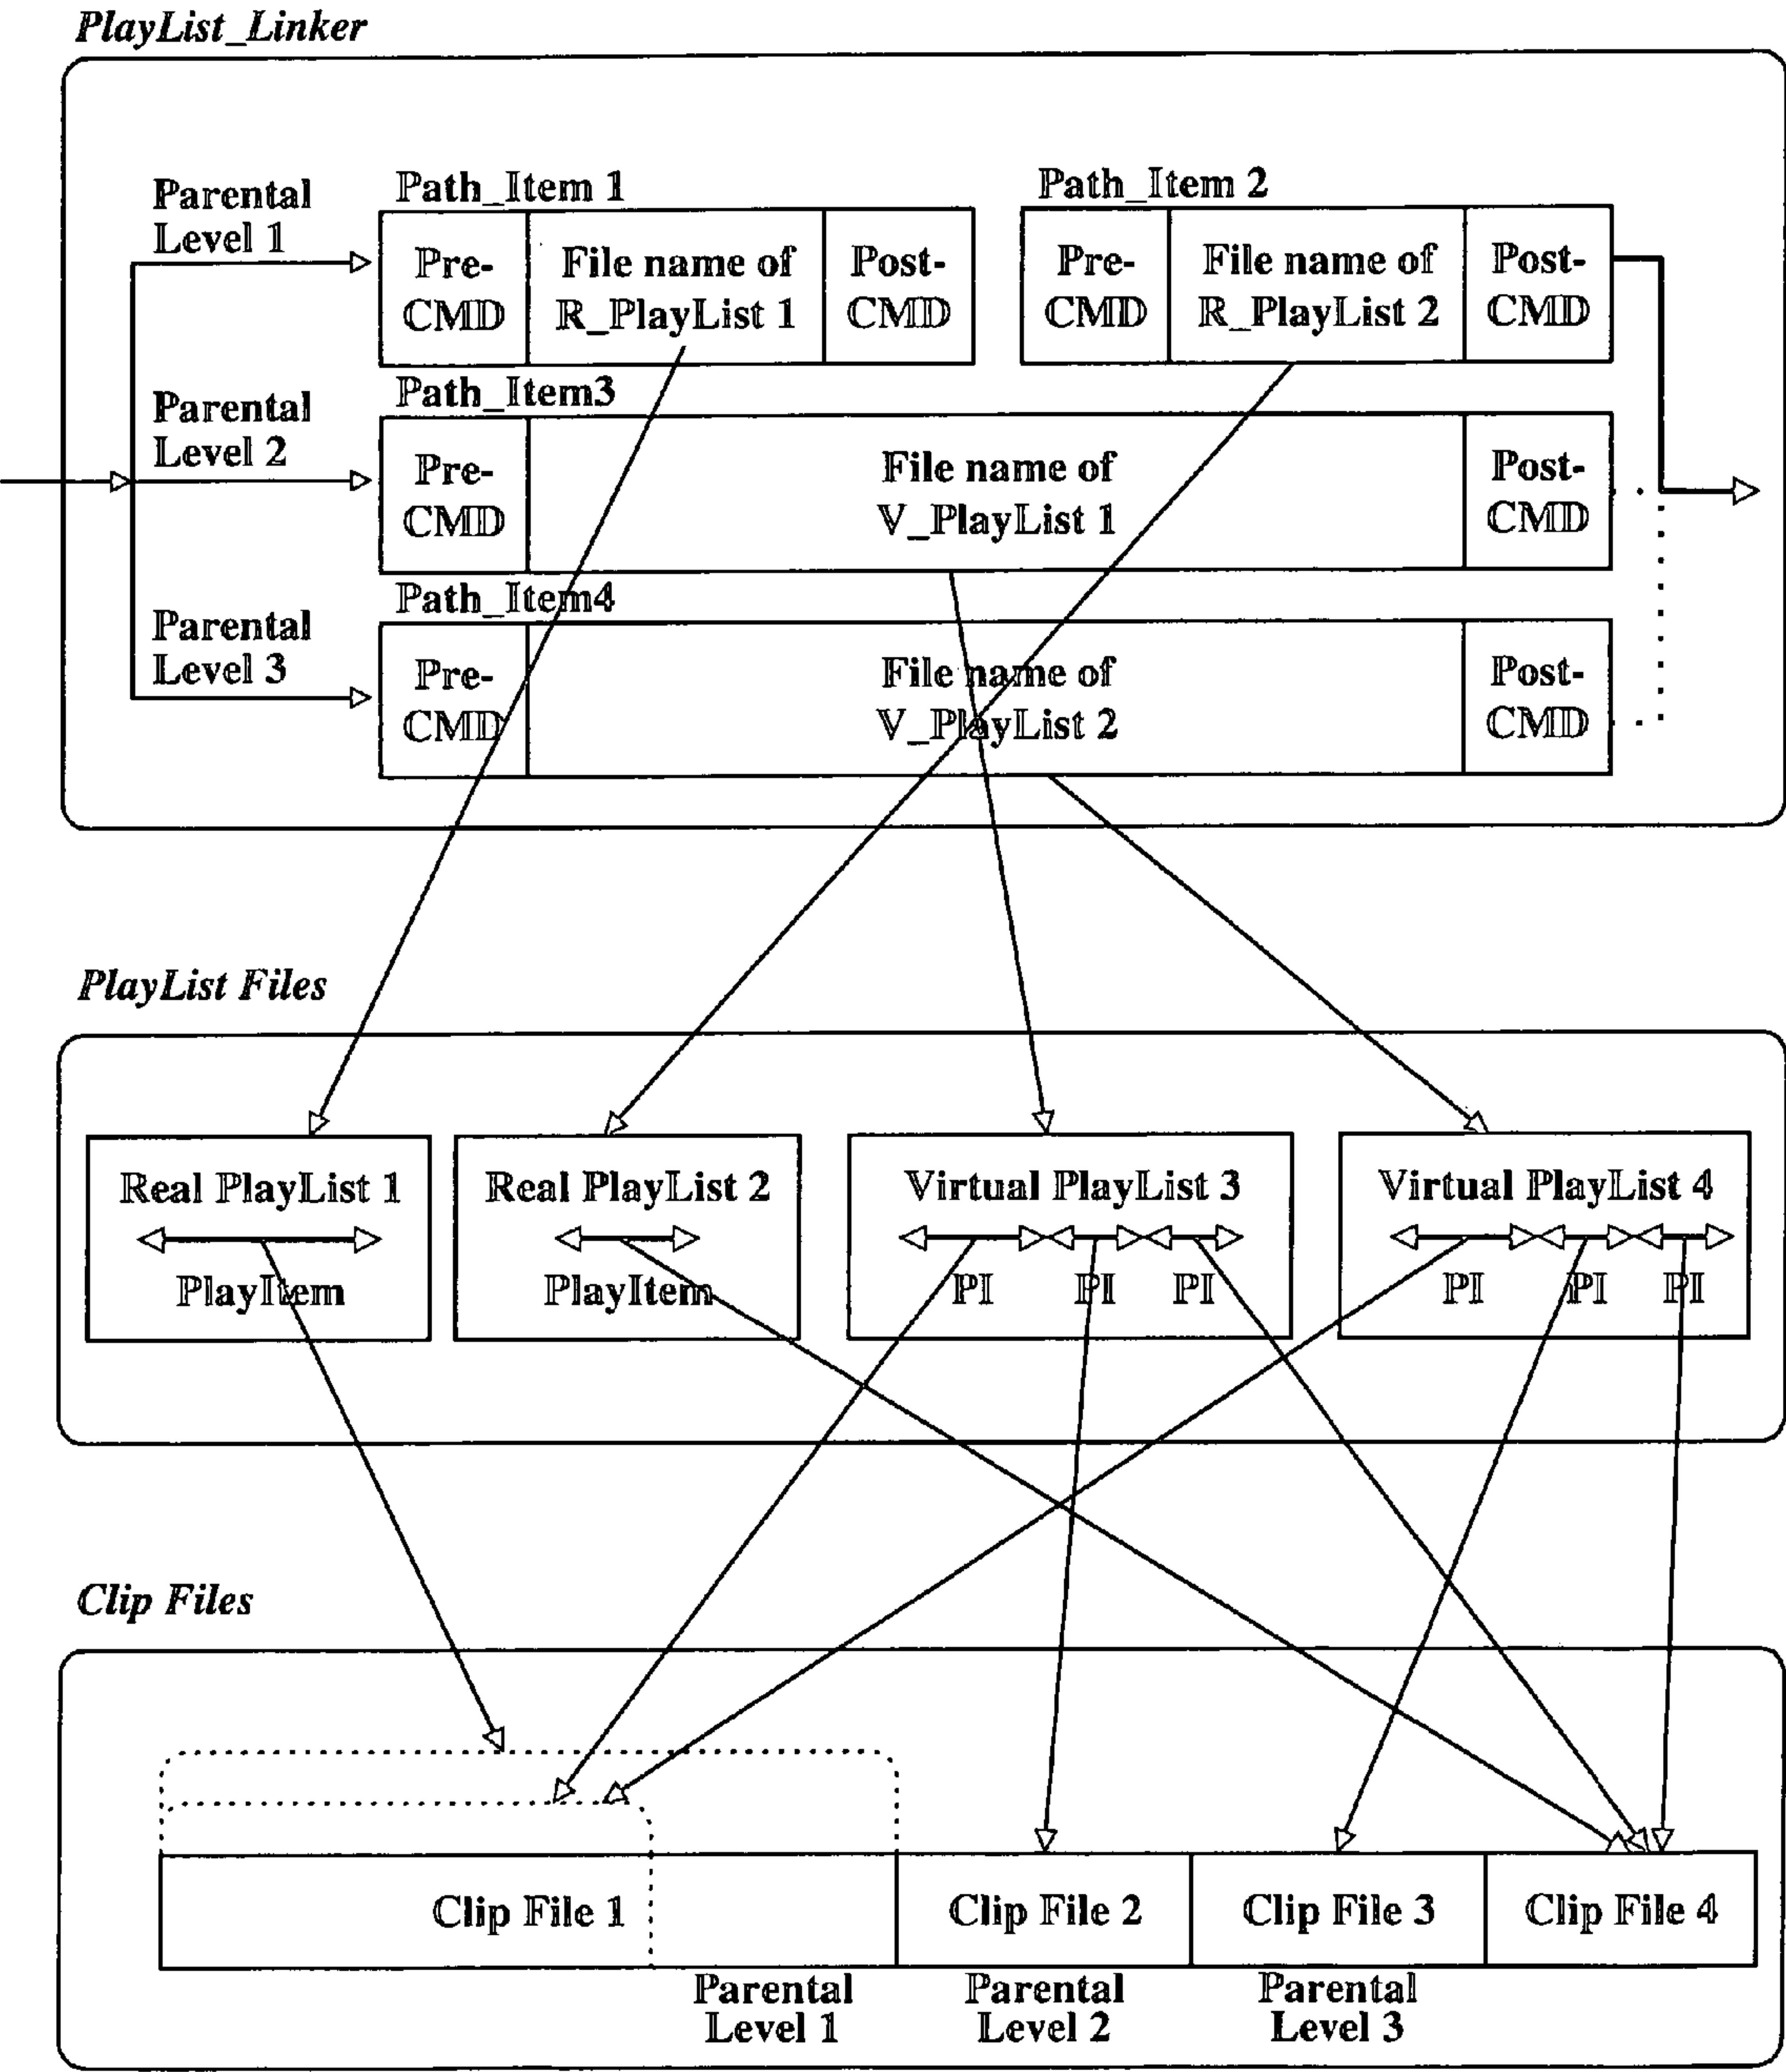 PlayList_Linker
Parental
Level 1
Path_Item 1
Pre-
CMD
File name of
R_PlayList 1
Post-
CMD
Path_Item 2
Pre-
CMD
File name of
R_PlayList 2
Post-
CMD
Parental
Level 2
Path_Item3
Pre-
CMD
File name of
V_PlayList 1
Post-
CMD
Parental
Level 3
Path_Item4
Pre-
CMD
File name of
V_PlayList 2
Post-
CMD
PlayList Files
Real PlayList 1
PlayItem
Real PlayList 2
PlayItem
Virtual PlayList 3
PI PI PI
Virtual PlayList 4
PI PI PI
Clip Files
Clip File 1
Clip File 2
Clip File 3
Clip File 4
Parental
Level 1
Parental
Level 2
Parental
Level 3